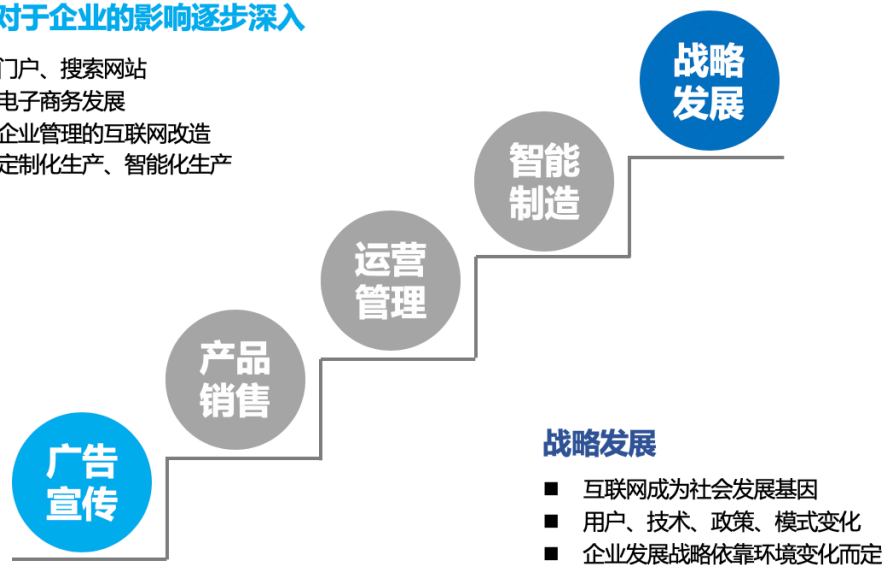 对于企业的影响逐步深入
门户、搜索网站
电子商务发展
企业管理的互联网改造
定制化生产、智能化生产
战略
发展
智能
制造
运营
管理
产品
销售
广告
宣传
战略发展
■ 互联网成为社会发展基因
■ 用户、技术、政策、模式变化
■ 企业发展战略依靠环境变化而定